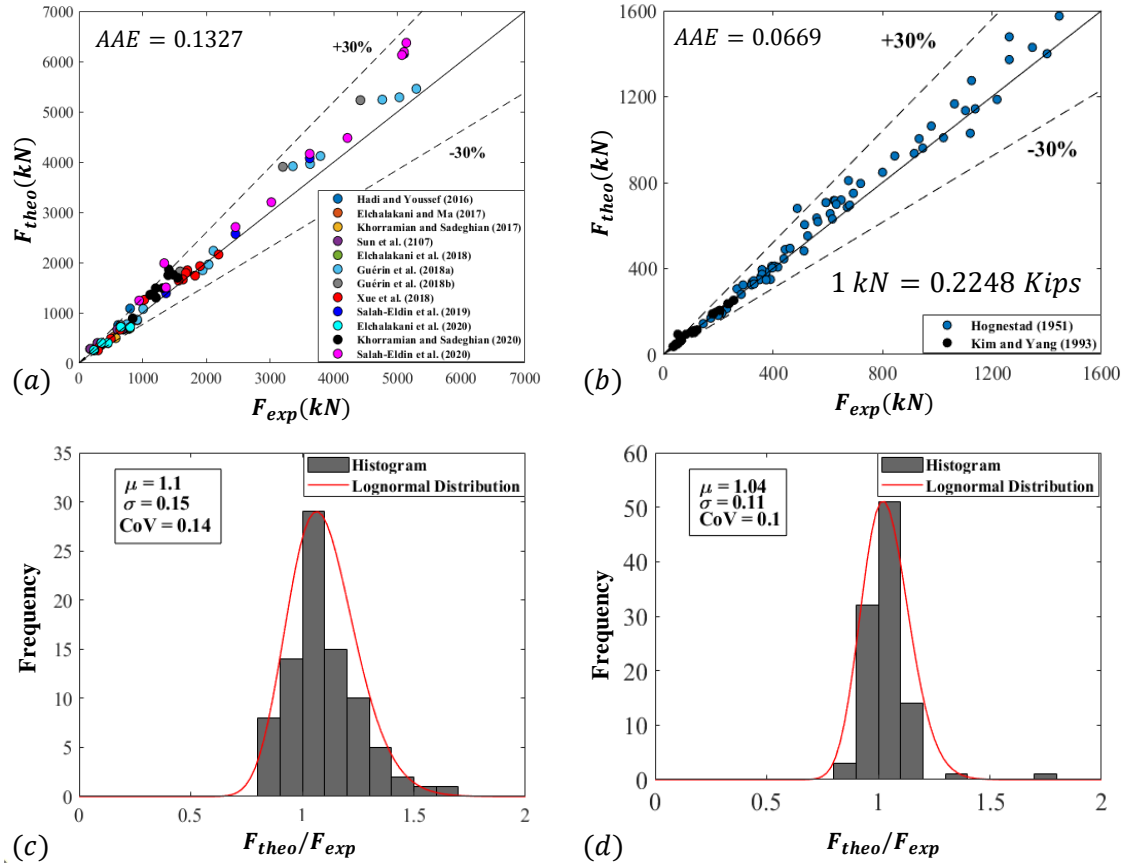 AAE = 0.1327
+30%
-30%
7000
6000
5000
4000
3000
2000
1000
0
F_theo(kN)
Hadi and Youssef (2016)
Elchalakani and Ma (2017)
Khorramian and Sadeghian (2017)
Sun et al. (2107)
Elchalakani et al. (2018)
Guérin et al. (2018a)
Guérin et al. (2018b)
Xue et al. (2018)
Salah-Eldin et al. (2019)
Elchalakani et al. (2020)
Khorramian and Sadeghian (2020)
Salah-Eldin et al. (2020)
0 1000 2000 3000 4000 5000 6000 7000
(a)
F_exp(kN)
AAE = 0.0669
+30%
-30%
1600
1200
800
400
0
F_theo(kN)
1 kN = 0.2248 Kips
Hognestad (1951)
Kim and Yang (1993)
0 400 800 1200 1600
(b)
F_exp(kN)
35
30
25
20
15
10
5
0
Frequency
μ = 1.1
σ = 0.15
CoV = 0.14
Histogram
Lognormal Distribution
0 0.5 1 1.5 2
(c)
F_theo/F_exp
60
50
40
30
20
10
0
Frequency
μ = 1.04
σ = 0.11
CoV = 0.1
Histogram
Lognormal Distribution
0 0.5 1 1.5 2
(d)
F_theo/F_exp